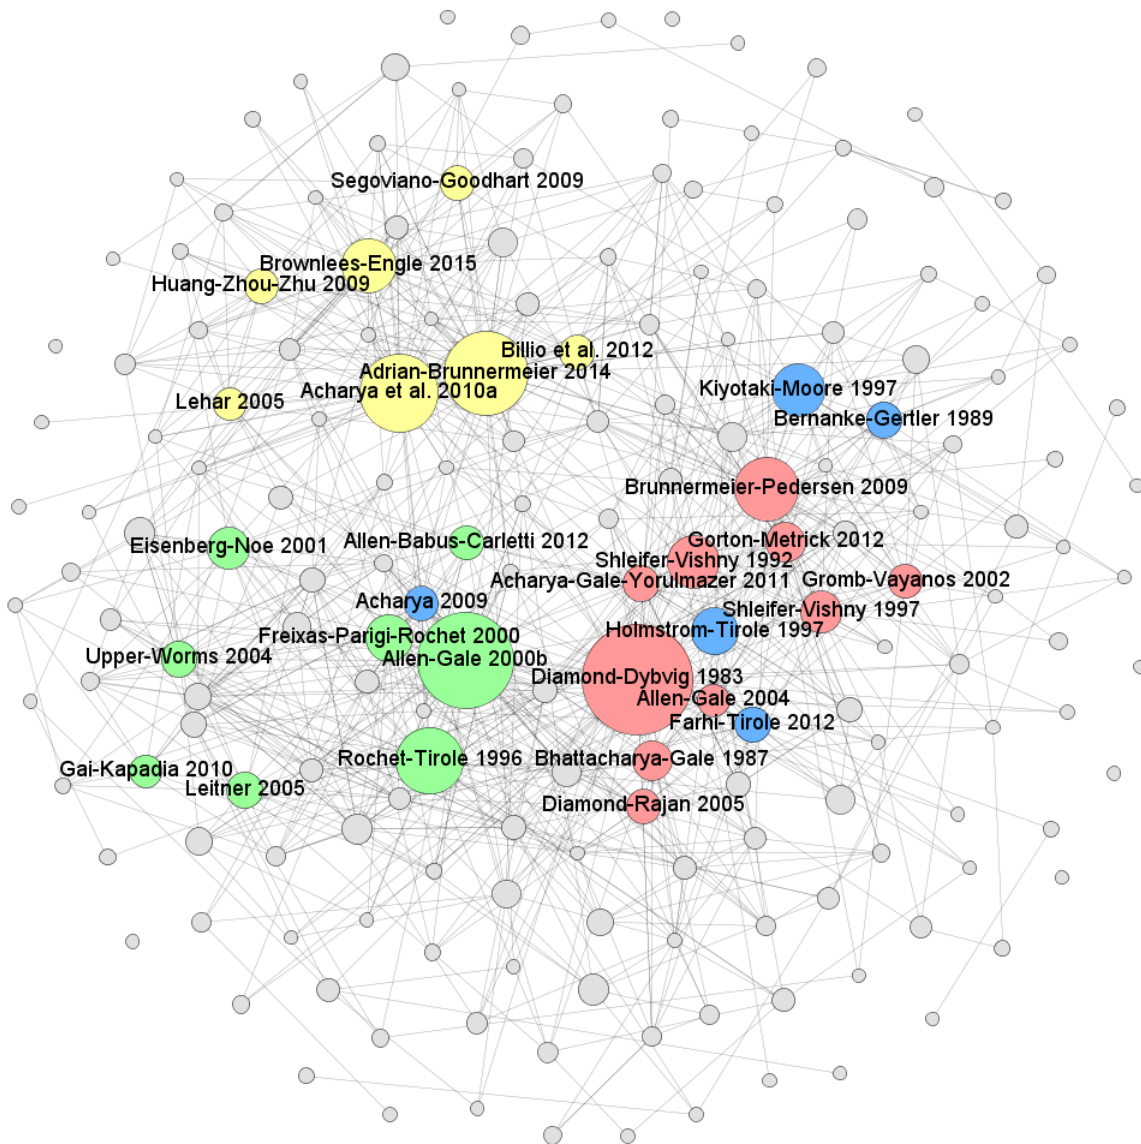 Segoviano-Goodhart 2009
Brownlees-Engle 2015
Huang-Zhou-Zhu 2009
Billio et al. 2012
Adrian-Brunnermeier 2014
Acharya et al. 2010a
Lehar 2005
Kiyotaki-Moore 1997
Bernanke-Gertler 1989
Brunnermeier-Pedersen 2009
Gorton-Metrick 2012
Allen-Babus-Carletti 2012
Eisenberg-Noe 2001
Shleifer-Vishny 1992
Acharya-Gale-Yorulmazer 2011
Gromb-Vayanos 2002
Acharya 2009
Shleifer-Vishny 1997
Holmstrom-Tirole 1997
Freixas-Parigi-Rochet 2000
Upper-Worms 2004
Allen-Gale 2000b
Diamond-Dybvig 1983
Allen-Gale 2004
Farhi-Tirole 2012
Rochet-Tirole 1996
Bhattacharya-Gale 1987
Gai-Kapadia 2010
Leitner 2005
Diamond-Rajan 2005